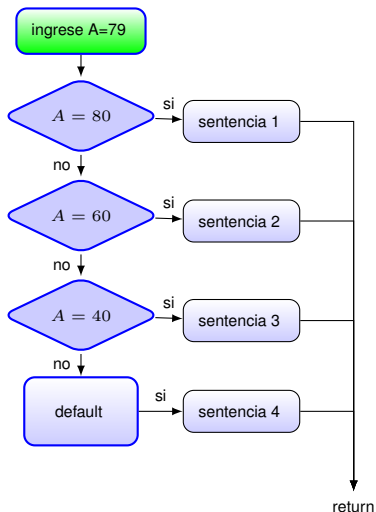 ingrese A=79
A = 80
si
sentencia 1
no
A = 60
si
sentencia 2
no
A = 40
si
sentencia 3
no
default
si
sentencia 4
return